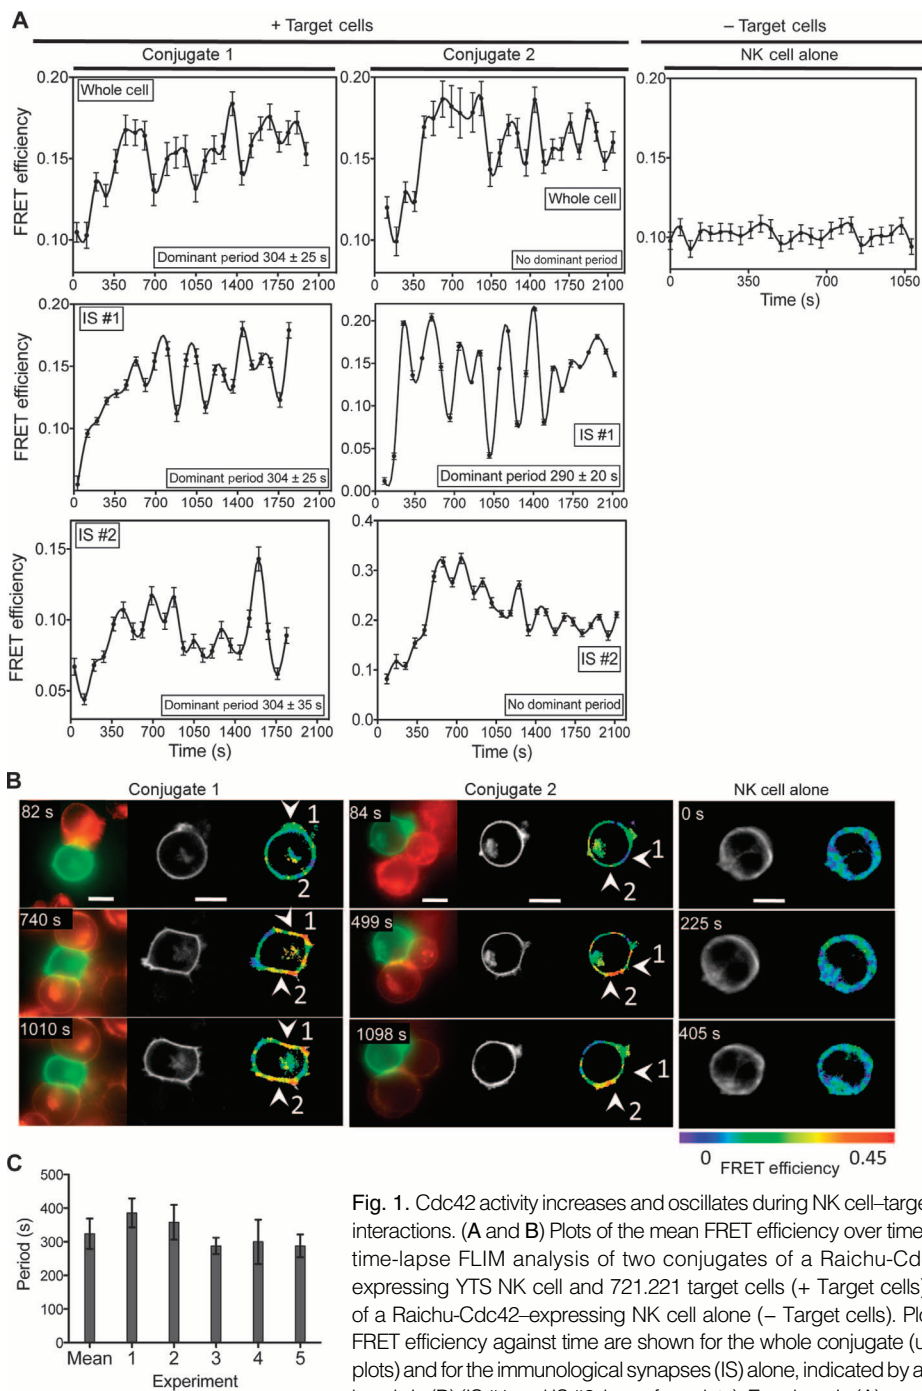 A
+ Target cells
– Target cells
Conjugate 1
Conjugate 2
NK cell alone
FRET efficiency
0.20
0.15
0.10
Whole cell
Dominant period 304 ± 25 s
0 350 700 1050 1400 1750 2100
0.20
0.15
0.10
Whole cell
No dominant period
0 350 700 1050 1400 1750 2100
0.20
0.15
0.10
0 350 700 1050
Time (s)
FRET efficiency
0.20
0.15
0.10
IS #1
Dominant period 304 ± 25 s
0 350 700 1050 1400 1750 2100
0.20
0.15
0.10
0.05
0.00
IS #1
Dominant period 290 ± 20 s
0 350 700 1050 1400 1750 2100
FRET efficiency
0.15
0.10
0.05
IS #2
Dominant period 304 ± 35 s
0 350 700 1050 1400 1750 2100
Time (s)
0.4
0.3
0.2
0.1
0.0
IS #2
No dominant period
0 350 700 1050 1400 1750 2100
Time (s)
B
Conjugate 1
Conjugate 2
NK cell alone
82 s
1
2
84 s
1
2
0 s
740 s
1
2
499 s
1
2
225 s
1010 s
1
2
1098 s
1
2
405 s
0 0.45
FRET efficiency
C
Period (s)
500
400
300
200
100
0
Mean 1 2 3 4 5
Experiment
Fig. 1. Cdc42 activity increases and oscillates during NK cell–targe
interactions. (A and B) Plots of the mean FRET efficiency over time
time-lapse FLIM analysis of two conjugates of a Raichu-Cd
expressing YTS NK cell and 721.221 target cells (+ Target cells)
of a Raichu-Cdc42–expressing NK cell alone (− Target cells). Plo
FRET efficiency against time are shown for the whole conjugate (u
plots) and for the immunological synapses (IS) alone, indicated by a